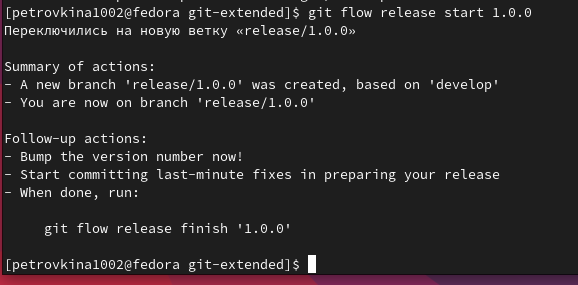 [petrovkina1002@fedora git-extended]$ git flow release start 1.0.0
Переключились на новую ветку «release/1.0.0»
Summary of actions:
- A new branch 'release/1.0.0' was created, based on 'develop'
- You are now on branch 'release/1.0.0'
Follow-up actions:
- Bump the version number now!
- Start committing last-minute fixes in preparing your release
- When done, run:
git flow release finish '1.0.0'
[petrovkina1002@fedora git-extended]$